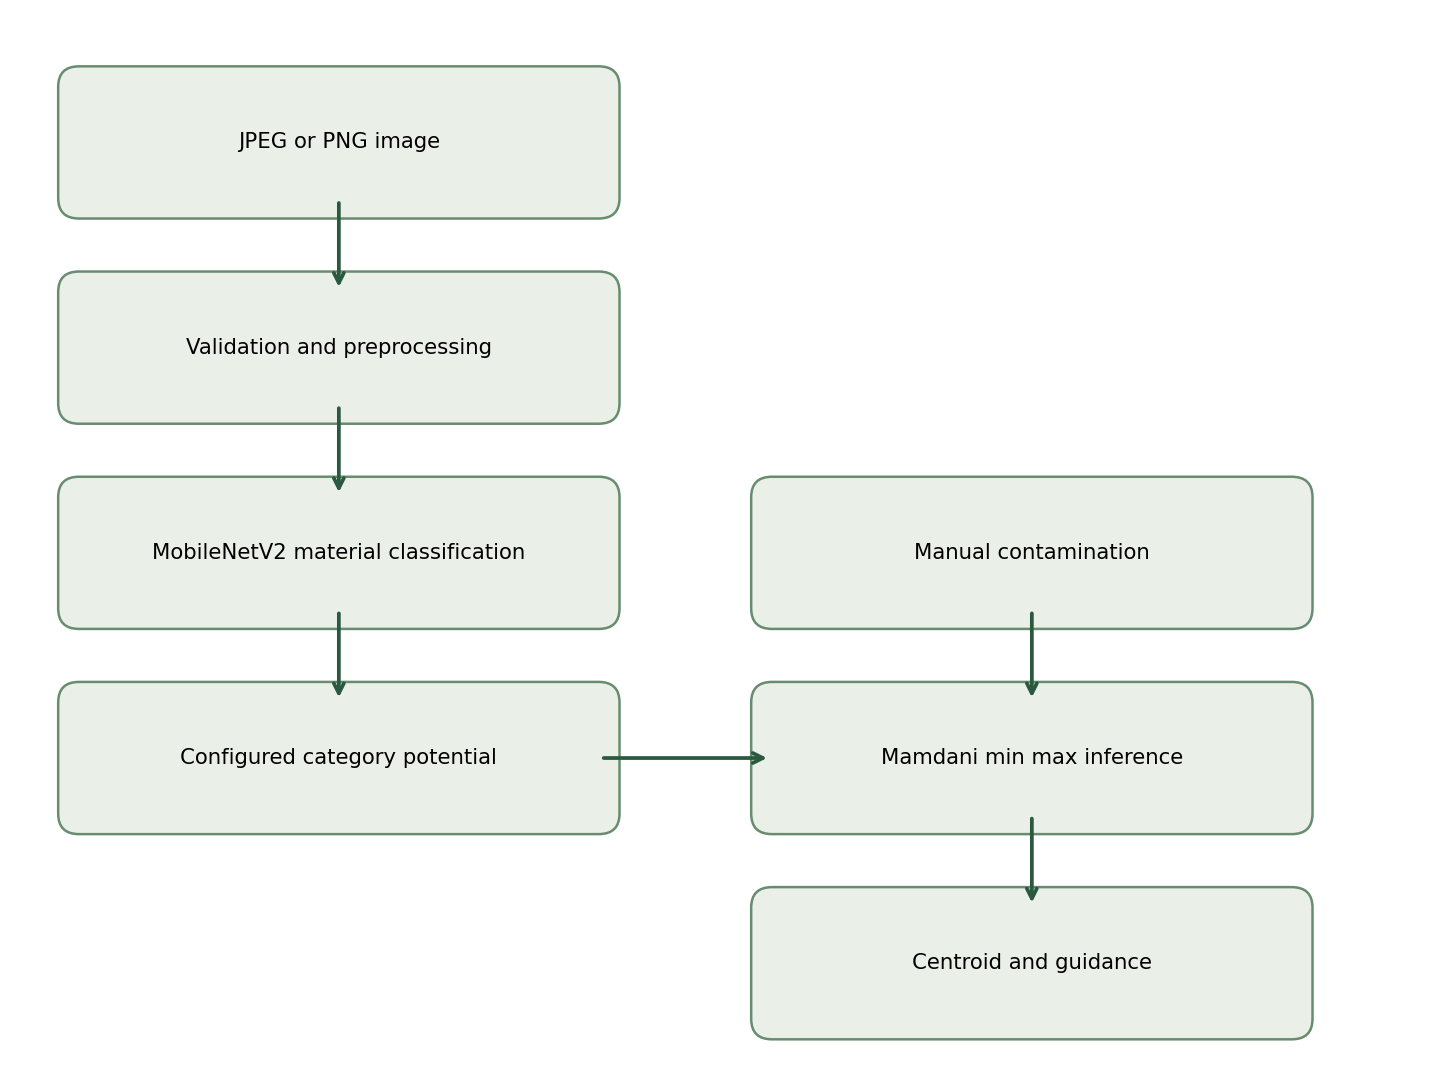 JPEG or PNG image
Validation and preprocessing
MobileNetV2 material classification
Manual contamination
Configured category potential
Mamdani min max inference
Centroid and guidance